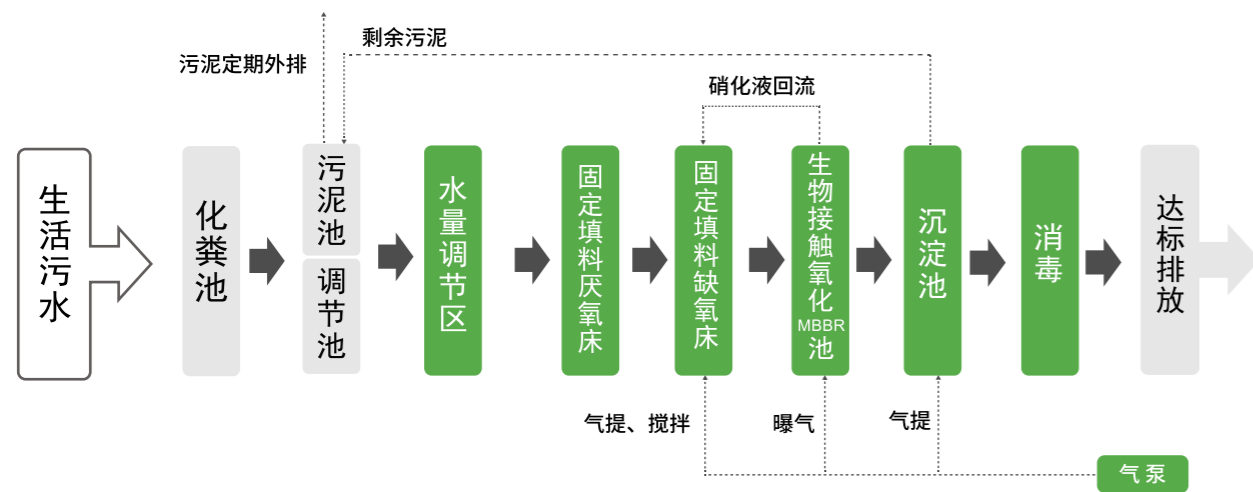 剩余污泥
污泥定期外排
硝化液回流
生活污水
化粪池
污泥池
调节池
水量调节区
固定填料厌氧床
固定填料缺氧床
生物接触氧化
MBBR
池
沉淀池
消毒
达标排放
气提、搅拌
曝气
气提
气泵